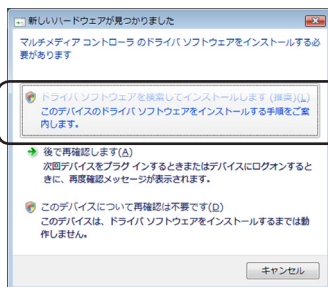 新しいハードウェアが見つかりました
マルチメディア コントローラ のドライバ ソフトウェアをインストールする必
要があります
ドライバ ソフトウェアを検索してインストールします (推奨)(L)
このデバイスのドライバ ソフトウェアをインストールする手順をご案
内します。
後で再確認します(A)
次回デバイスをプラグ インするときまたはデバイスにログオンすると
きに、再度確認メッセージが表示されます。
このデバイスについて再確認は不要です(D)
このデバイスは、ドライバ ソフトウェアをインストールするまでは動
作しません。
キャンセル